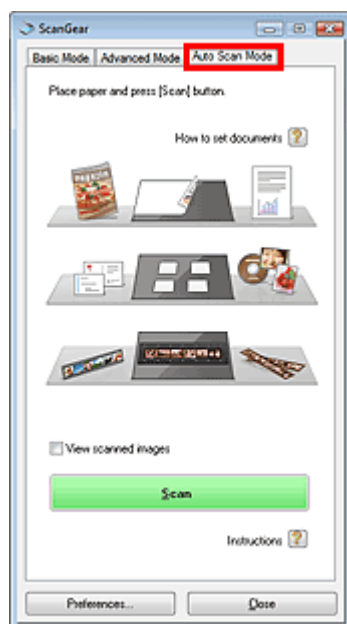 ScanGear
Basic Mode Advanced Mode Auto Scan Mode
Place paper and press [Scan] button.
How to set documents ?
magazin
View scanned images
Scan
Instructions ?
Preferences... Close